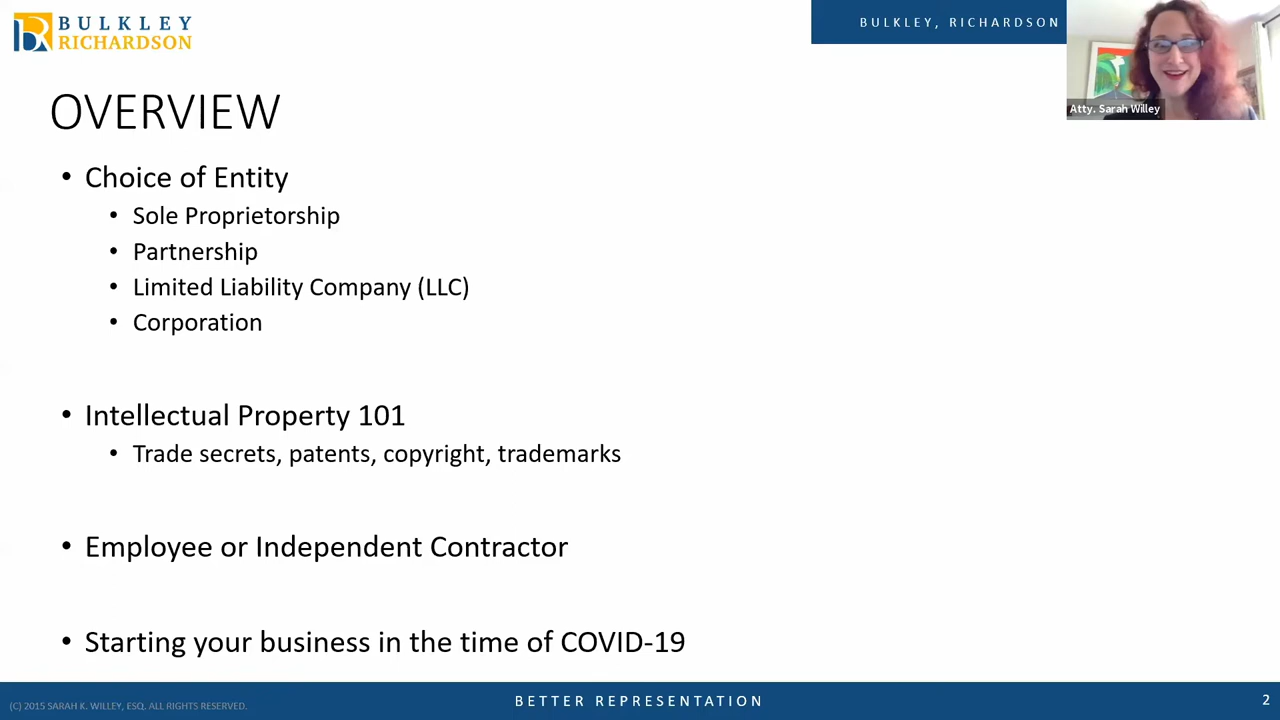 BULKLEY
RICHARDSON
BULKLEY, RICHARDSON
Atty. Sarah Willey
OVERVIEW
• Choice of Entity
• Sole Proprietorship
• Partnership
• Limited Liability Company (LLC)
• Corporation
• Intellectual Property 101
• Trade secrets, patents, copyright, trademarks
• Employee or Independent Contractor
• Starting your business in the time of COVID-19
(C) 2015 SARAH K. WILLEY, ESQ. ALL RIGHTS RESERVED.
BETTER REPRESENTATION
2